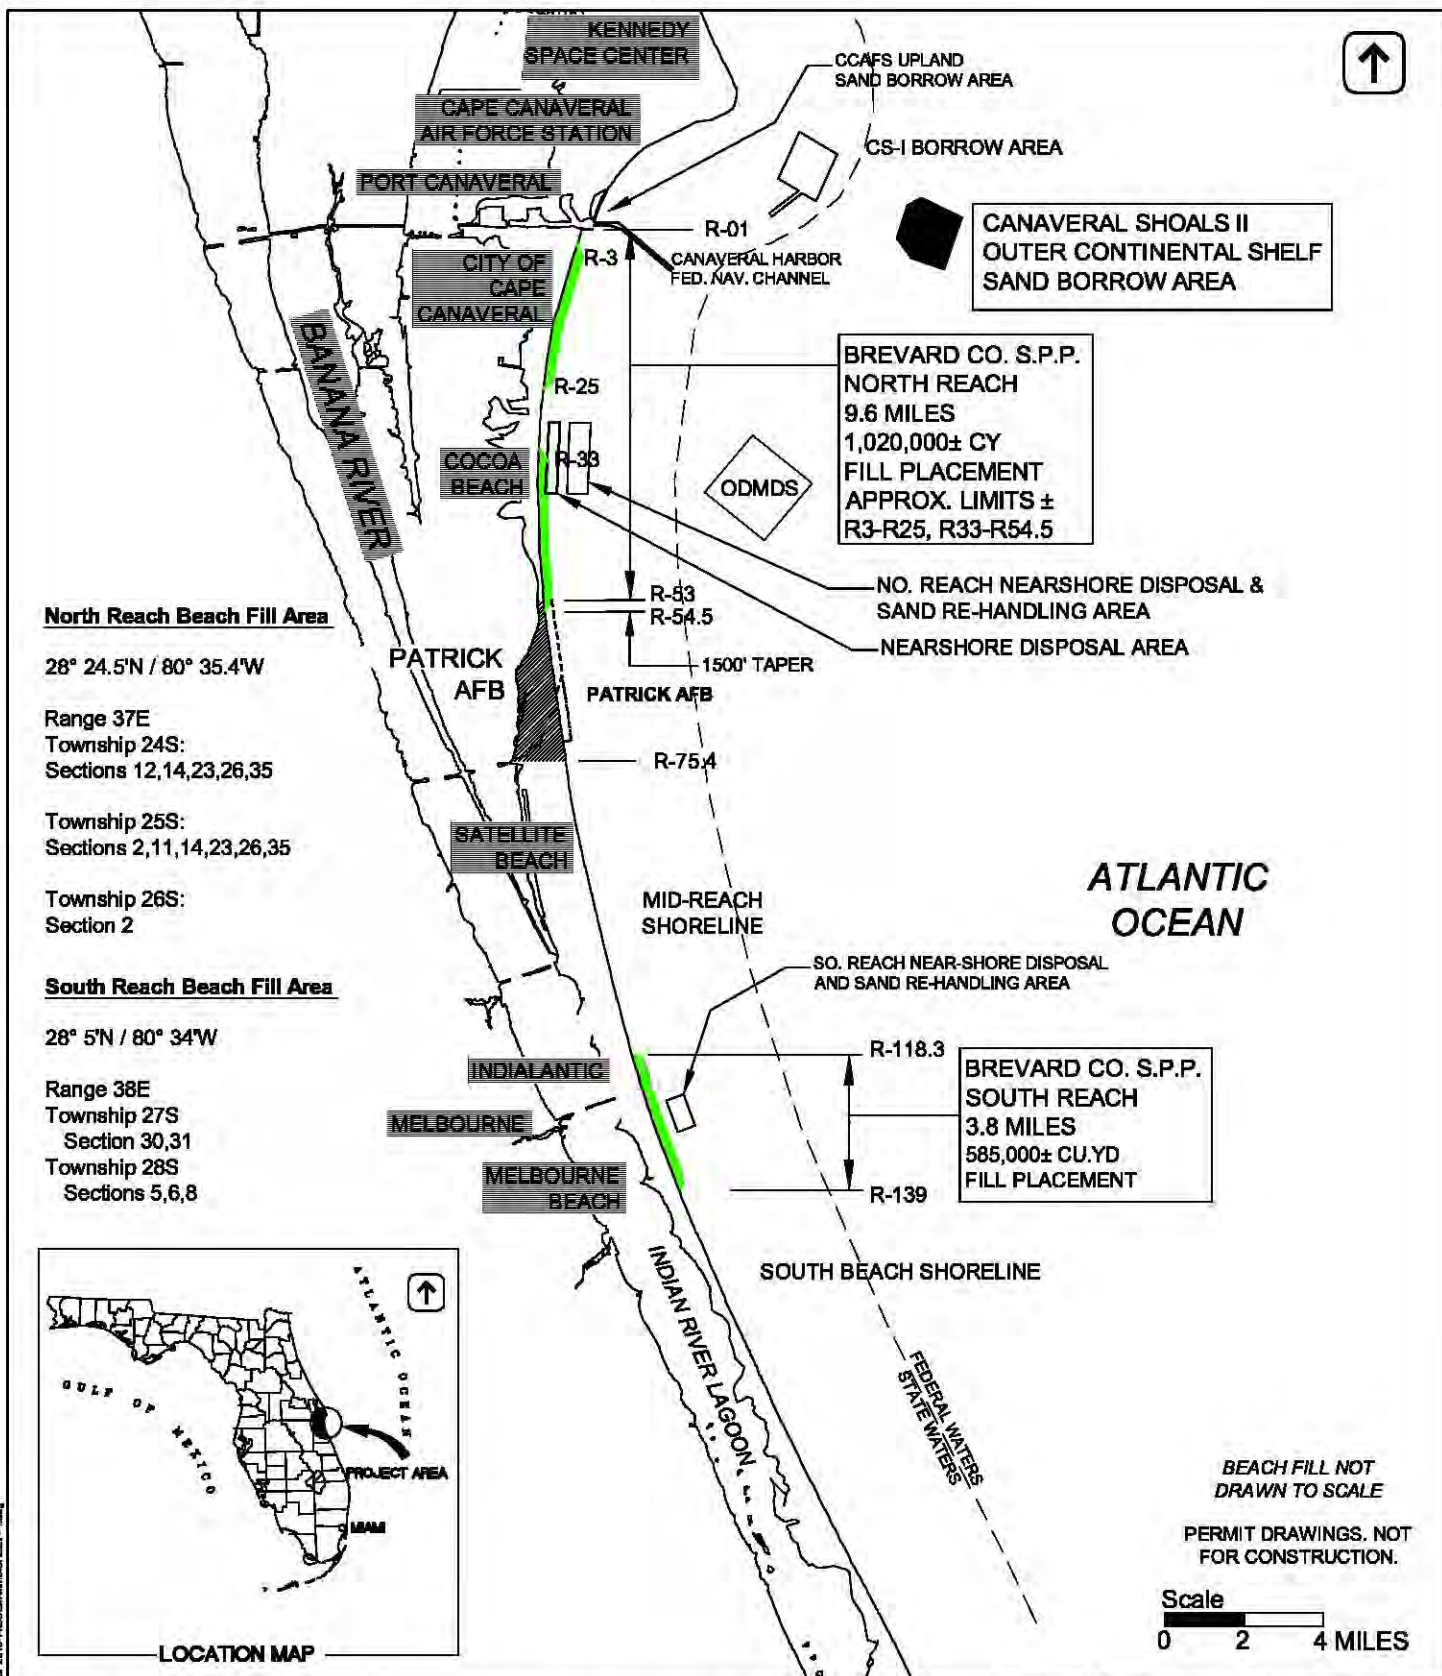 KENNEDY
SPACE CENTER
CCAFS UPLAND
SAND BORROW AREA
CAPE CANAVERAL
AIR FORCE STATION
CS-I BORROW AREA
PORT CANAVERAL
R-01
CANAVERAL SHOALS II
OUTER CONTINENTAL SHELF
SAND BORROW AREA
CITY OF
CAPE
CANAVERAL
R-3
CANAVERAL HARBOR
FED. NAV. CHANNEL
BANANA RIVER
R-25
BREVARD CO. S.P.P.
NORTH REACH
9.6 MILES
1,020,000± CY
FILL PLACEMENT
APPROX. LIMITS ±
R3-R25, R33-R54.5
COCOA
BEACH
R-33
ODMDS
NO. REACH NEARSHORE DISPOSAL &
SAND RE-HANDLING AREA
R-53
R-54.5
NEARSHORE DISPOSAL AREA
1500' TAPER
PATRICK
AFB
PATRICK AFB
R-75.4
North Reach Beach Fill Area
28° 24.5'N / 80° 35.4'W
Range 37E
Township 24S:
Sections 12,14,23,26,35
Township 25S:
Sections 2,11,14,23,26,35
Township 26S:
Section 2
SATELLITE
BEACH
MID-REACH
SHORELINE
ATLANTIC
OCEAN
South Reach Beach Fill Area
28° 5'N / 80° 34'W
Range 38E
Township 27S
Section 30,31
Township 28S
Sections 5,6,8
SO. REACH NEAR-SHORE DISPOSAL
AND SAND RE-HANDLING AREA
R-118.3
INDIALANTIC
MELBOURNE
MELBOURNE
BEACH
BREVARD CO. S.P.P.
SOUTH REACH
3.8 MILES
585,000± CU.YD
FILL PLACEMENT
R-139
SOUTH BEACH SHORELINE
INDIAN RIVER LAGOON
FEDERAL WATERS
STATE WATERS
ATLANTIC OCEAN
GULF OF MEXICO
PROJECT AREA
MIAMI
LOCATION MAP
BEACH FILL NOT
DRAWN TO SCALE
PERMIT DRAWINGS. NOT
FOR CONSTRUCTION.
Scale
0 2 4 MILES